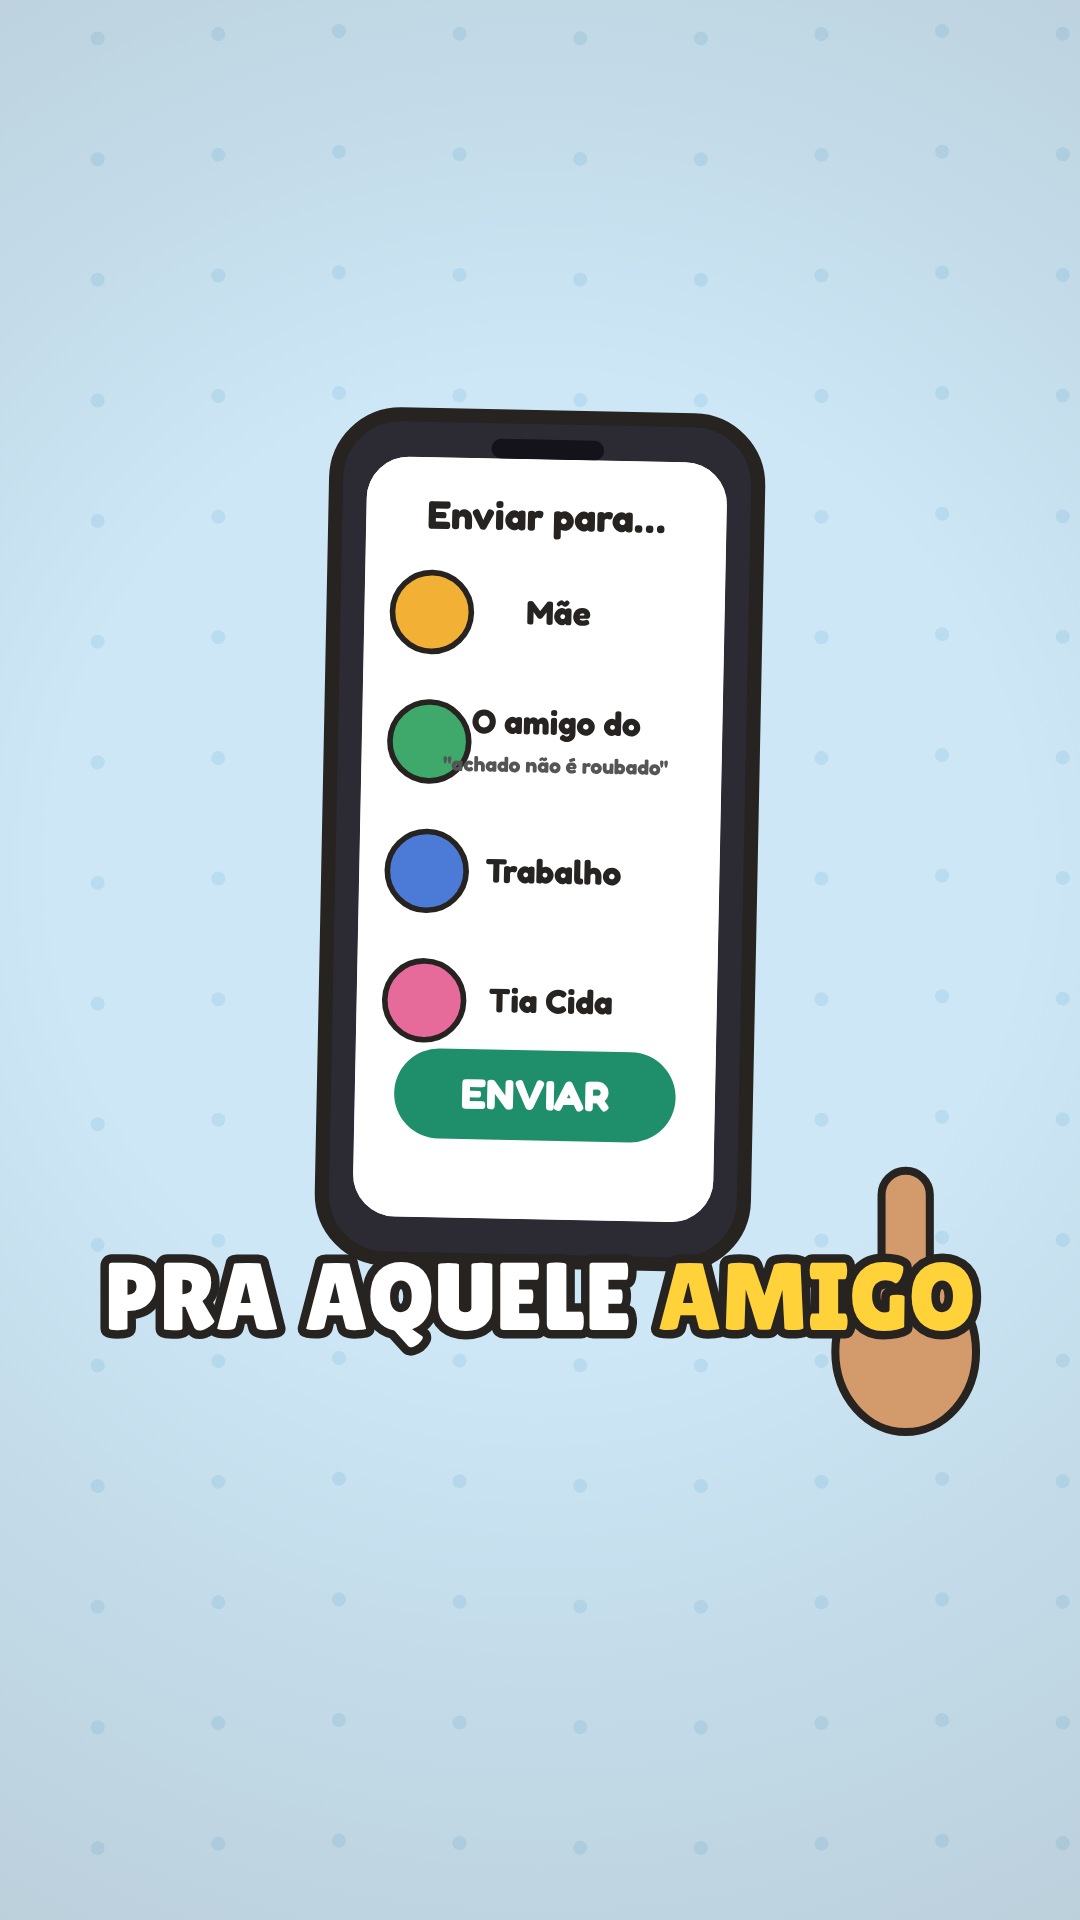 Enviar para...
Mãe
O amigo do
"achado não é roubado"
Trabalho
Tia Cida
ENVIAR
PRA AQUELE AMIGO